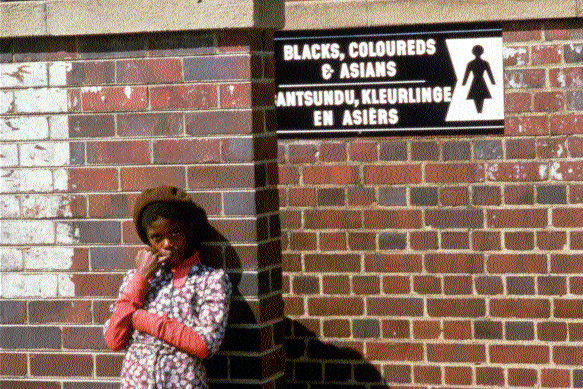 BLACKS, COLOUREDS
& ASIANS
ANTSUNDU, KLEURLINGE
EN ASIËRS